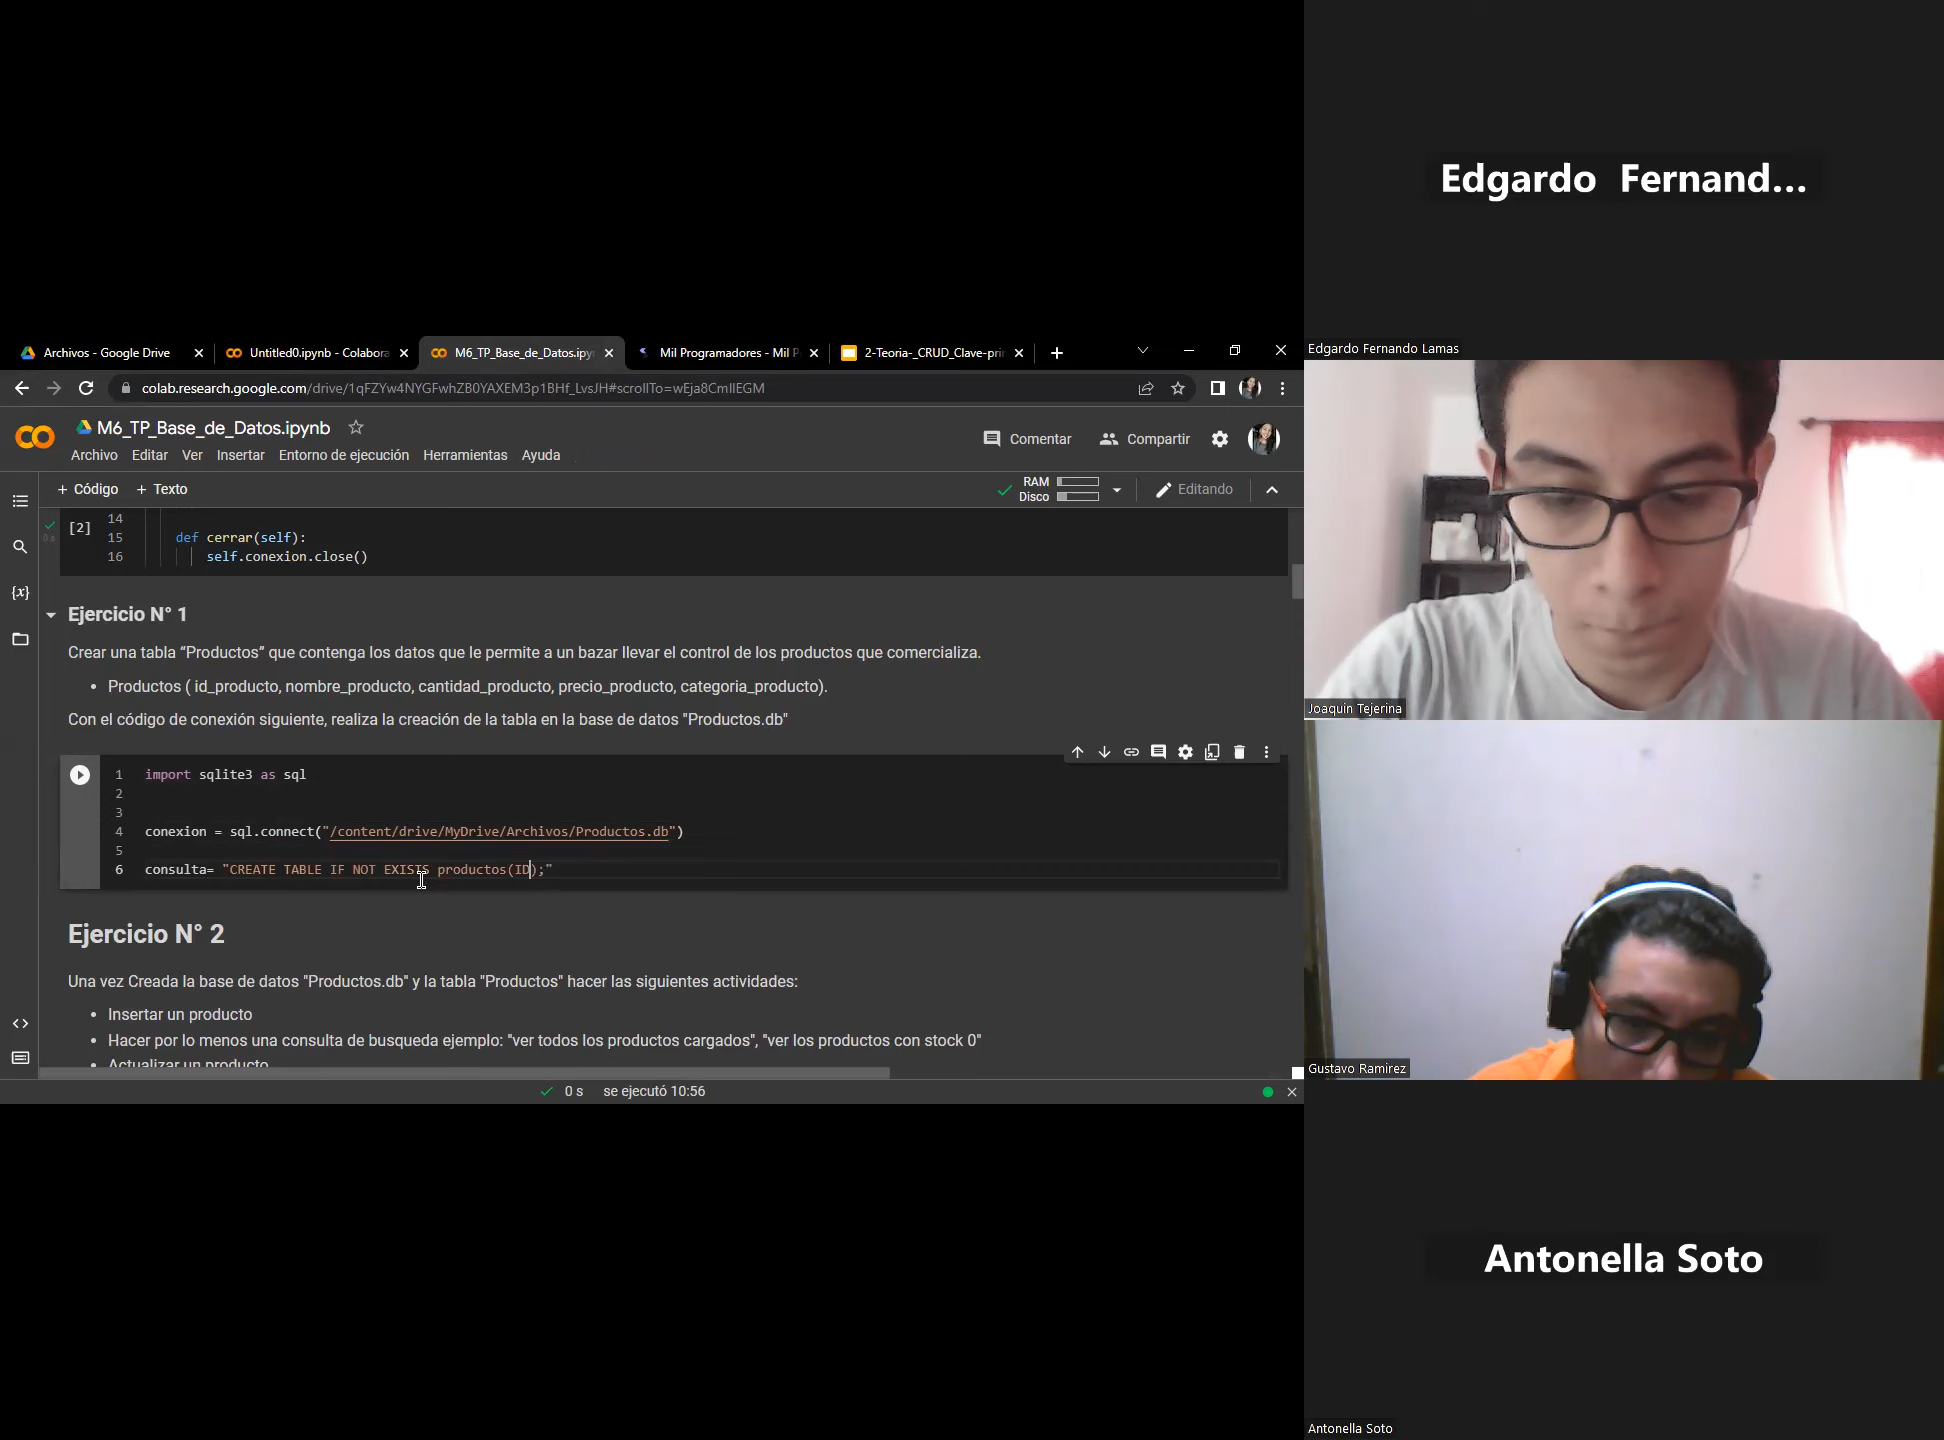 Archivos - Google Drive
Untitled0.ipynb - Colabora
M6_TP_Base_de_Datos.ipy
Mil Programadores - Mil P
2-Teoria-_CRUD_Clave-pri
colab.research.google.com/drive/1qFZYw4NYGFwhZB0YAXEM3p1BHf_LvsJH#scrollTo=wEja8CmIlEGM
M6_TP_Base_de_Datos.ipynb
Comentar
Compartir
Archivo Editar Ver Insertar Entorno de ejecución Herramientas Ayuda
+ Código + Texto
RAM
Disco
Editando
[2]
14
15 def cerrar(self):
16 self.conexion.close()
Ejercicio N° 1
Crear una tabla “Productos” que contenga los datos que le permite a un bazar llevar el control de los productos que comercializa.
• Productos ( id_producto, nombre_producto, cantidad_producto, precio_producto, categoria_producto).
Con el código de conexión siguiente, realiza la creación de la tabla en la base de datos "Productos.db"
1 import sqlite3 as sql
2
3
4 conexion = sql.connect("/content/drive/MyDrive/Archivos/Productos.db")
5
6 consulta= "CREATE TABLE IF NOT EXISTS productos(ID);"
Ejercicio N° 2
Una vez Creada la base de datos "Productos.db" y la tabla "Productos" hacer las siguientes actividades:
• Insertar un producto
• Hacer por lo menos una consulta de busqueda ejemplo: "ver todos los productos cargados", "ver los productos con stock 0"
• Actualizar un producto
0 s se ejecutó 10:56
Edgardo Fernand...
Edgardo Fernando Lamas
Joaquin Tejerina
Gustavo Ramirez
Antonella Soto
Antonella Soto